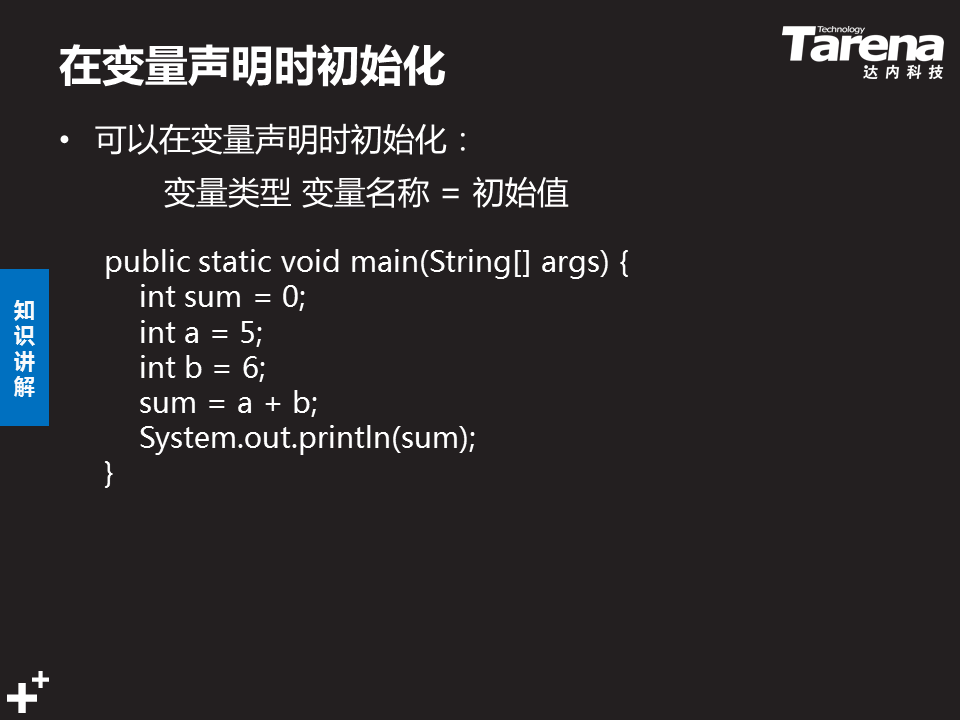 在变量声明时初始化
Technology
Tarena
达内科技
• 可以在变量声明时初始化：
变量类型 变量名称 = 初始值
public static void main(String[] args) {
int sum = 0;
int a = 5;
int b = 6;
sum = a + b;
System.out.println(sum);
}
知
识
讲
解